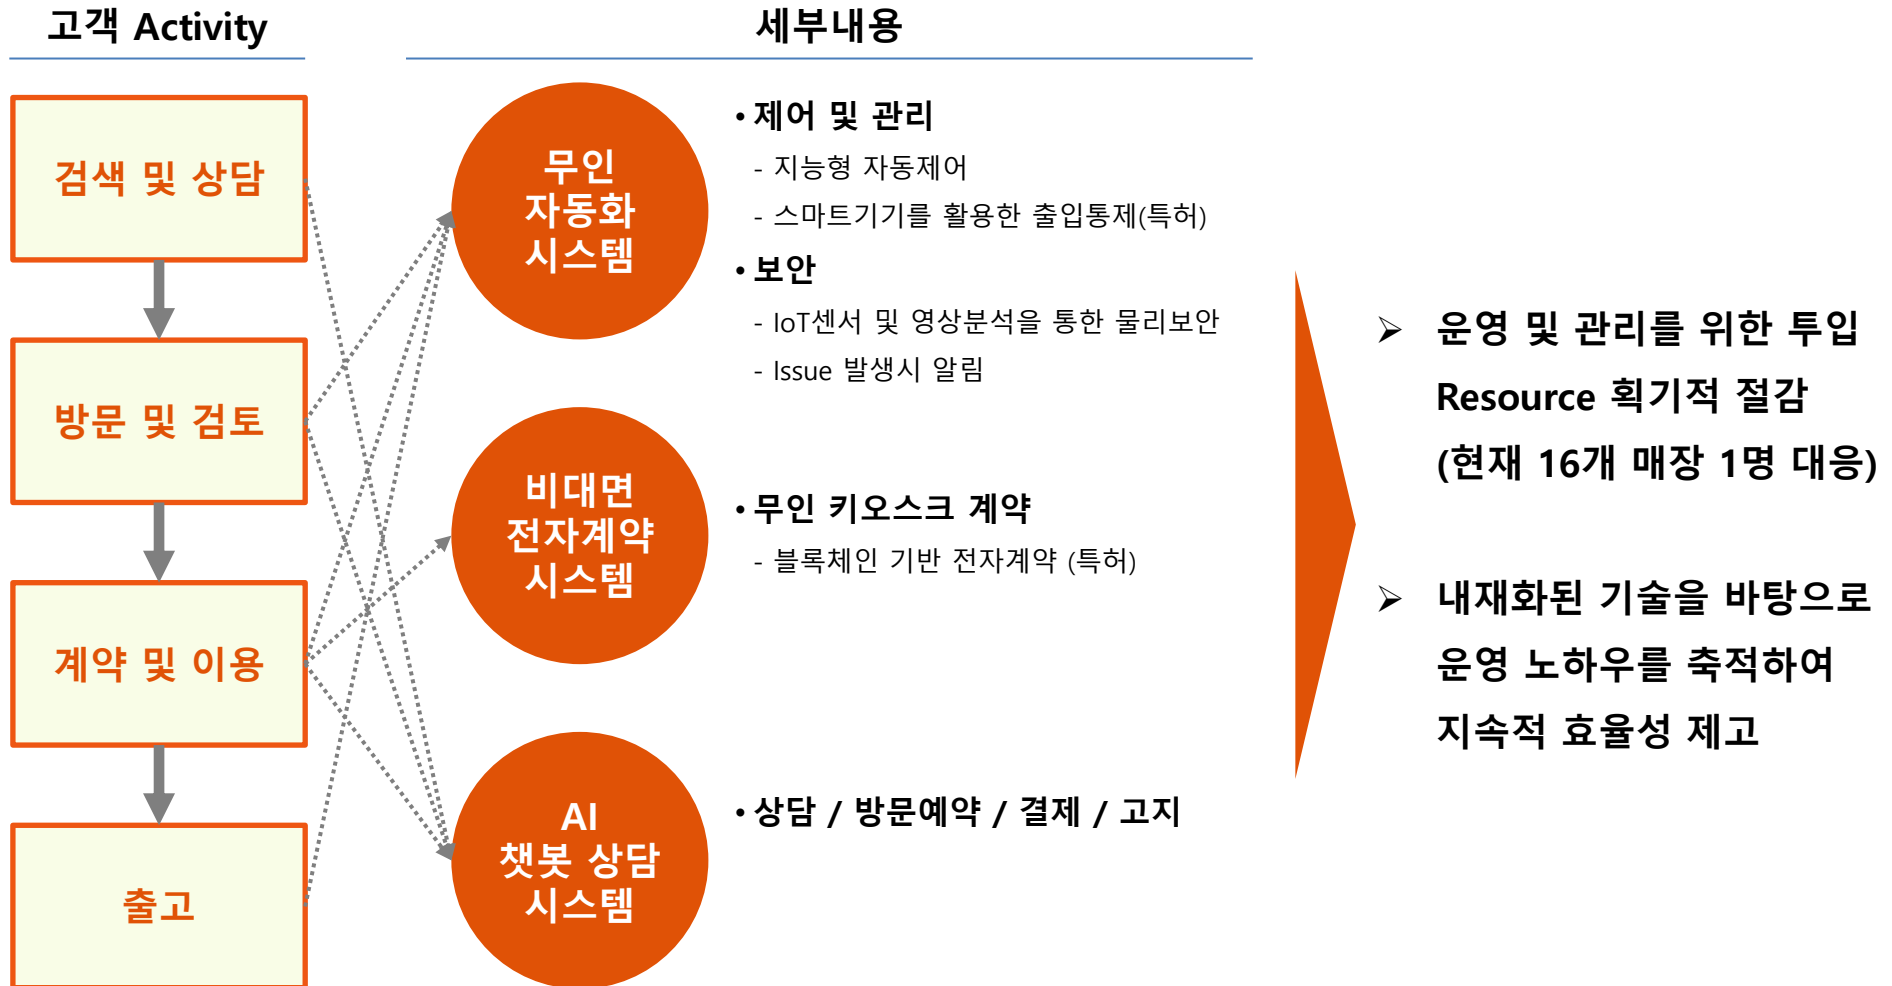 고객 Activity
세부내용
검색 및 상담
방문 및 검토
계약 및 이용
출고
무인
자동화
시스템
• 제어 및 관리
- 지능형 자동제어
- 스마트기기를 활용한 출입통제(특허)
• 보안
- IoT센서 및 영상분석을 통한 물리보안
- Issue 발생시 알림
비대면
전자계약
시스템
• 무인 키오스크 계약
- 블록체인 기반 전자계약 (특허)
AI
챗봇 상담
시스템
• 상담 / 방문예약 / 결제 / 고지
➢ 운영 및 관리를 위한 투입
Resource 획기적 절감
(현재 16개 매장 1명 대응)
➢ 내재화된 기술을 바탕으로
운영 노하우를 축적하여
지속적 효율성 제고